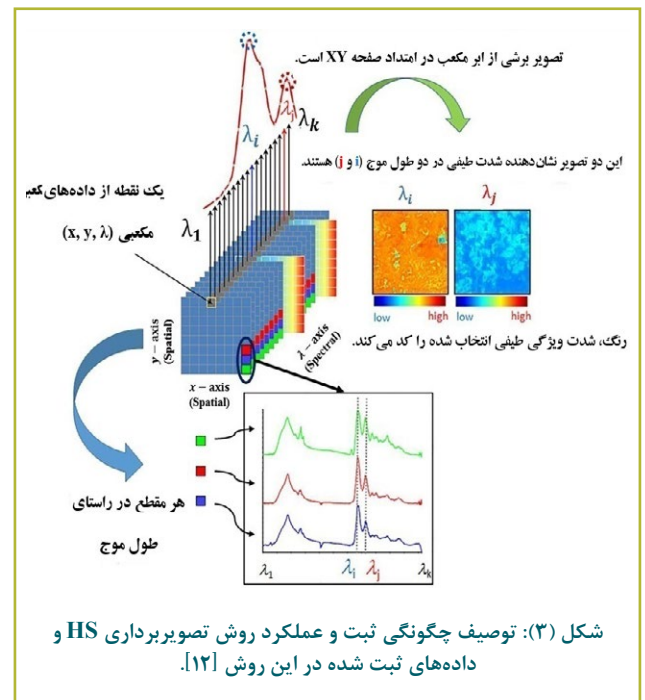 تصویر برشی از ابر مکعب در امتداد صفحه XY است.
λi
λj
λk
این دو تصویر نشان‌دهنده شدت طیفی در دو طول موج (i و j) هستند.
یک نقطه از داده‌های
مکعبی (x, y, λ)
λ1
λi
λj
low
high
low
high
رنگ، شدت ویژگی طیفی انتخاب شده را کد می‌کند.
y – axis
(Spatial)
λ – axis
(Spectral)
x – axis
(Spatial)
هر مقطع در راستای
طول موج
λ1
λi
λj
λk
شکل (۳): توصیف چگونگی ثبت و عملکرد روش تصویربرداری HS و
داده‌های ثبت شده در این روش [۱۲].